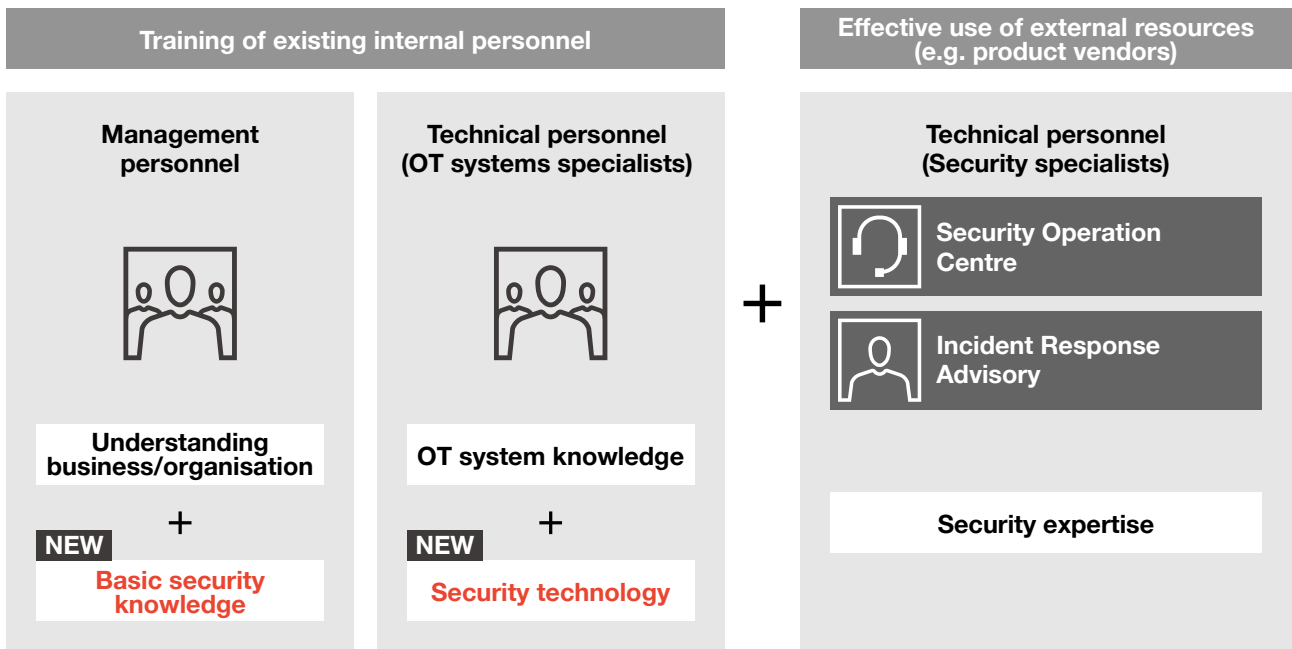 Training of existing internal personnel
Effective use of external resources
(e.g. product vendors)
Management
personnel
Understanding
business/organisation
+
NEW
Basic security
knowledge
Technical personnel
(OT systems specialists)
OT system knowledge
+
NEW
Security technology
+
Technical personnel
(Security specialists)
Security Operation
Centre
Incident Response
Advisory
Security expertise